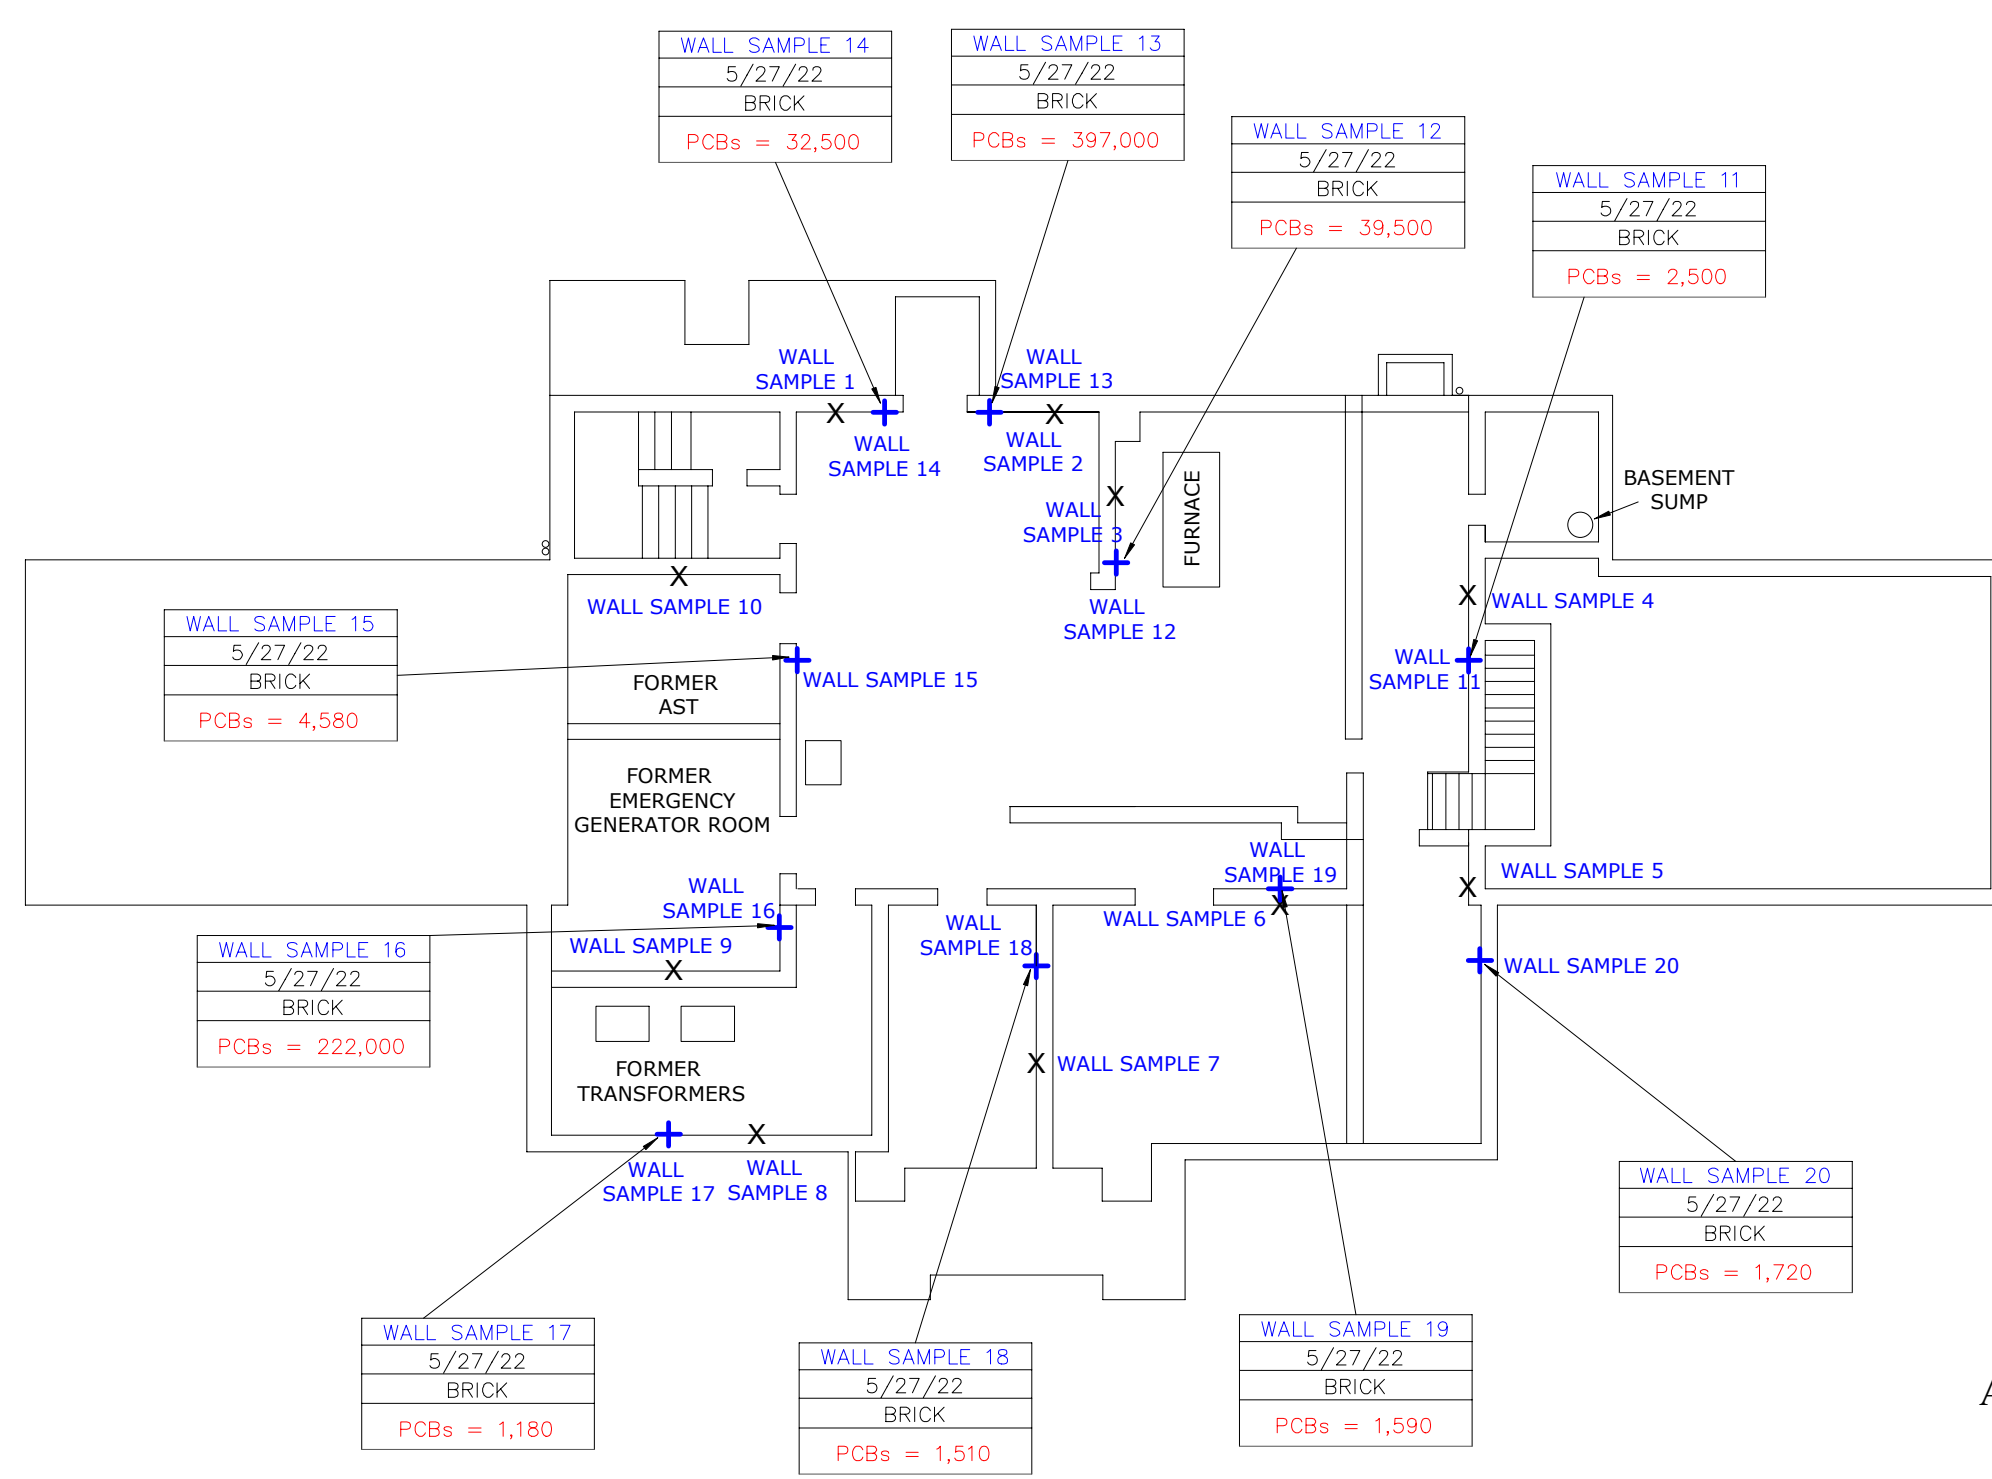 WALL SAMPLE 14
5/27/22
BRICK
PCBs = 32,500
WALL SAMPLE 13
5/27/22
BRICK
PCBs = 397,000
WALL SAMPLE 12
5/27/22
BRICK
PCBs = 39,500
WALL SAMPLE 11
5/27/22
BRICK
PCBs = 2,500
WALL
SAMPLE 1
X
WALL
SAMPLE 14
WALL
SAMPLE 13
X
WALL
SAMPLE 2
X
WALL
SAMPLE 3
FURNACE
WALL
SAMPLE 12
BASEMENT
SUMP
X
WALL SAMPLE 10
X
WALL SAMPLE 4
WALL SAMPLE 15
5/27/22
BRICK
PCBs = 4,580
WALL SAMPLE 15
WALL
SAMPLE 11
FORMER
AST
FORMER
EMERGENCY
GENERATOR ROOM
WALL
SAMPLE 19
X
WALL SAMPLE 5
WALL
SAMPLE 16
WALL SAMPLE 9
X
WALL
SAMPLE 18
WALL SAMPLE 6
X
WALL SAMPLE 20
WALL SAMPLE 16
5/27/22
BRICK
PCBs = 222,000
FORMER
TRANSFORMERS
X
WALL SAMPLE 7
X
WALL
SAMPLE 17
WALL
SAMPLE 8
WALL SAMPLE 20
5/27/22
BRICK
PCBs = 1,720
WALL SAMPLE 17
5/27/22
BRICK
PCBs = 1,180
WALL SAMPLE 18
5/27/22
BRICK
PCBs = 1,510
WALL SAMPLE 19
5/27/22
BRICK
PCBs = 1,590